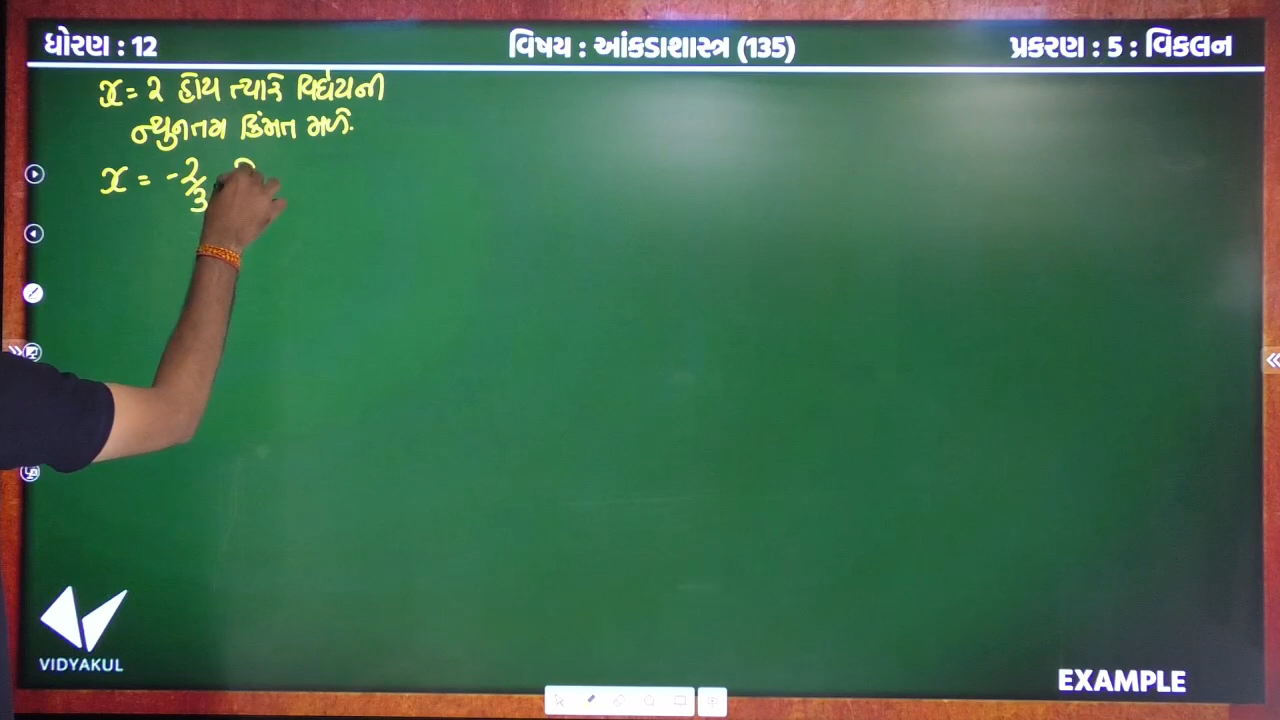 ધોરણ : 12
વિષય : આંકડાશાસ્ત્ર (135)
પ્રકરણ : 5 : વિકલન
x = 2 હોય ત્યારે વિધેયની
ન્યુનતમ કિંમત મળે.
x = -2/3
VIDYAKUL
EXAMPLE